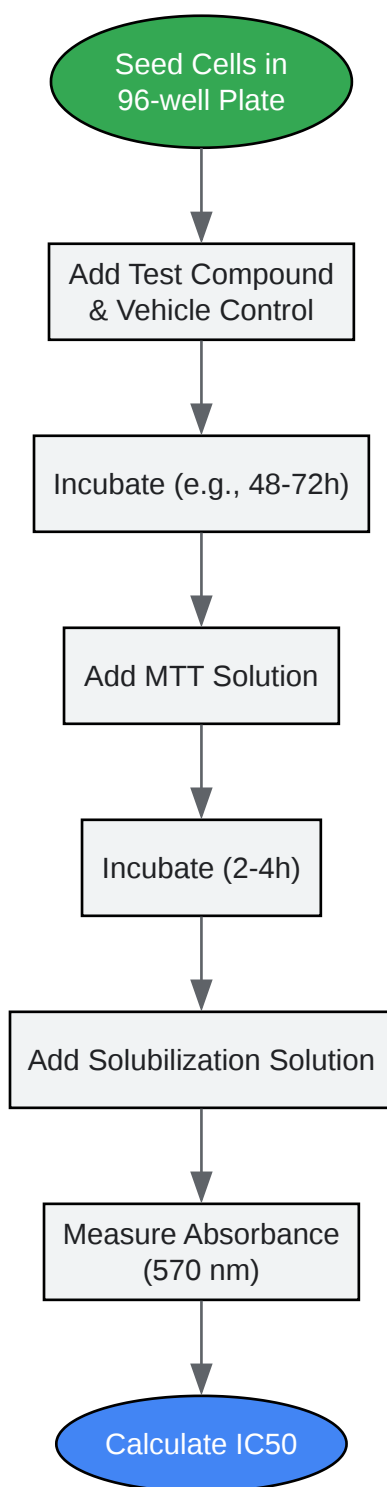 Seed Cells in
96-well Plate
Add Test Compound
& Vehicle Control
Incubate (e.g., 48-72h)
Add MTT Solution
Incubate (2-4h)
Add Solubilization Solution
Measure Absorbance
(570 nm)
Calculate IC50